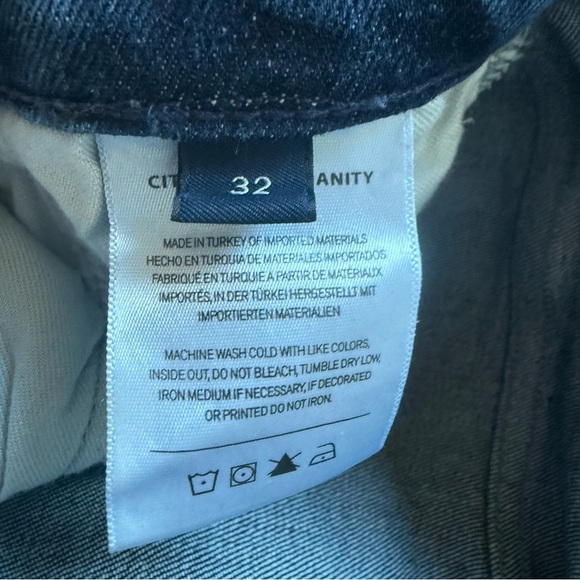 CIT 32 ANITY
MADE IN TURKEY OF IMPORTED MATERIALS
HECHO EN TURQUIA DE MATERIALES IMPORTADOS
FABRIQUÉ EN TURQUIE A PARTIR DE MATÉRIAUX
IMPORTÉS, IN DER TÜRKEI HERGESTELLT MIT
IMPORTIERTEN MATERIALIEN
MACHINE WASH COLD WITH LIKE COLORS,
INSIDE OUT, DO NOT BLEACH, TUMBLE DRY LOW,
IRON MEDIUM IF NECESSARY, IF DECORATED
OR PRINTED DO NOT IRON.